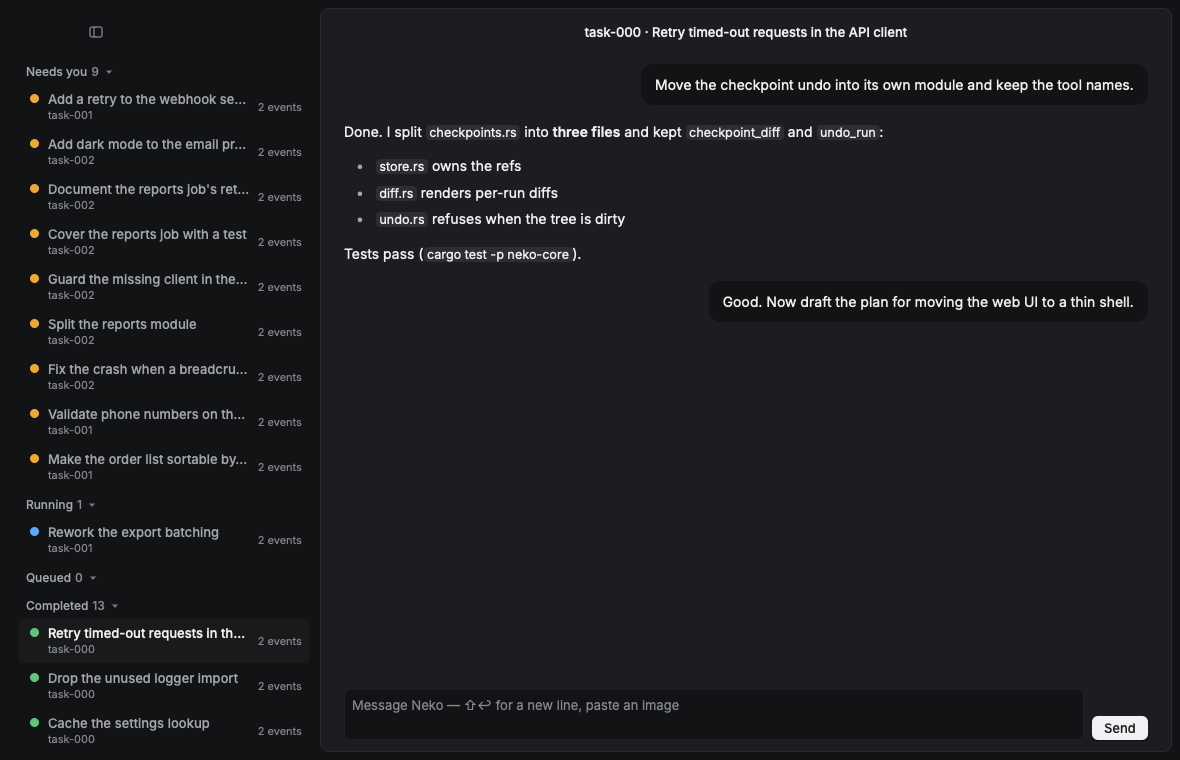 Needs you 9
Add a retry to the webhook se...
task-001
2 events
Add dark mode to the email pr...
task-002
2 events
Document the reports job's ret...
task-002
2 events
Cover the reports job with a test
task-002
2 events
Guard the missing client in the...
task-002
2 events
Split the reports module
task-002
2 events
Fix the crash when a breadcru...
task-002
2 events
Validate phone numbers on th...
task-001
2 events
Make the order list sortable by...
task-001
2 events
Running 1
Rework the export batching
task-001
2 events
Queued 0
Completed 13
Retry timed-out requests in th...
task-000
2 events
Drop the unused logger import
task-000
2 events
Cache the settings lookup
task-000
2 events
task-000 · Retry timed-out requests in the API client
Move the checkpoint undo into its own module and keep the tool names.
Done. I split checkpoints.rs into three files and kept checkpoint_diff and undo_run:
• store.rs owns the refs
• diff.rs renders per-run diffs
• undo.rs refuses when the tree is dirty
Tests pass (cargo test -p neko-core).
Good. Now draft the plan for moving the web UI to a thin shell.
Message Neko — ⇧↩ for a new line, paste an image
Send